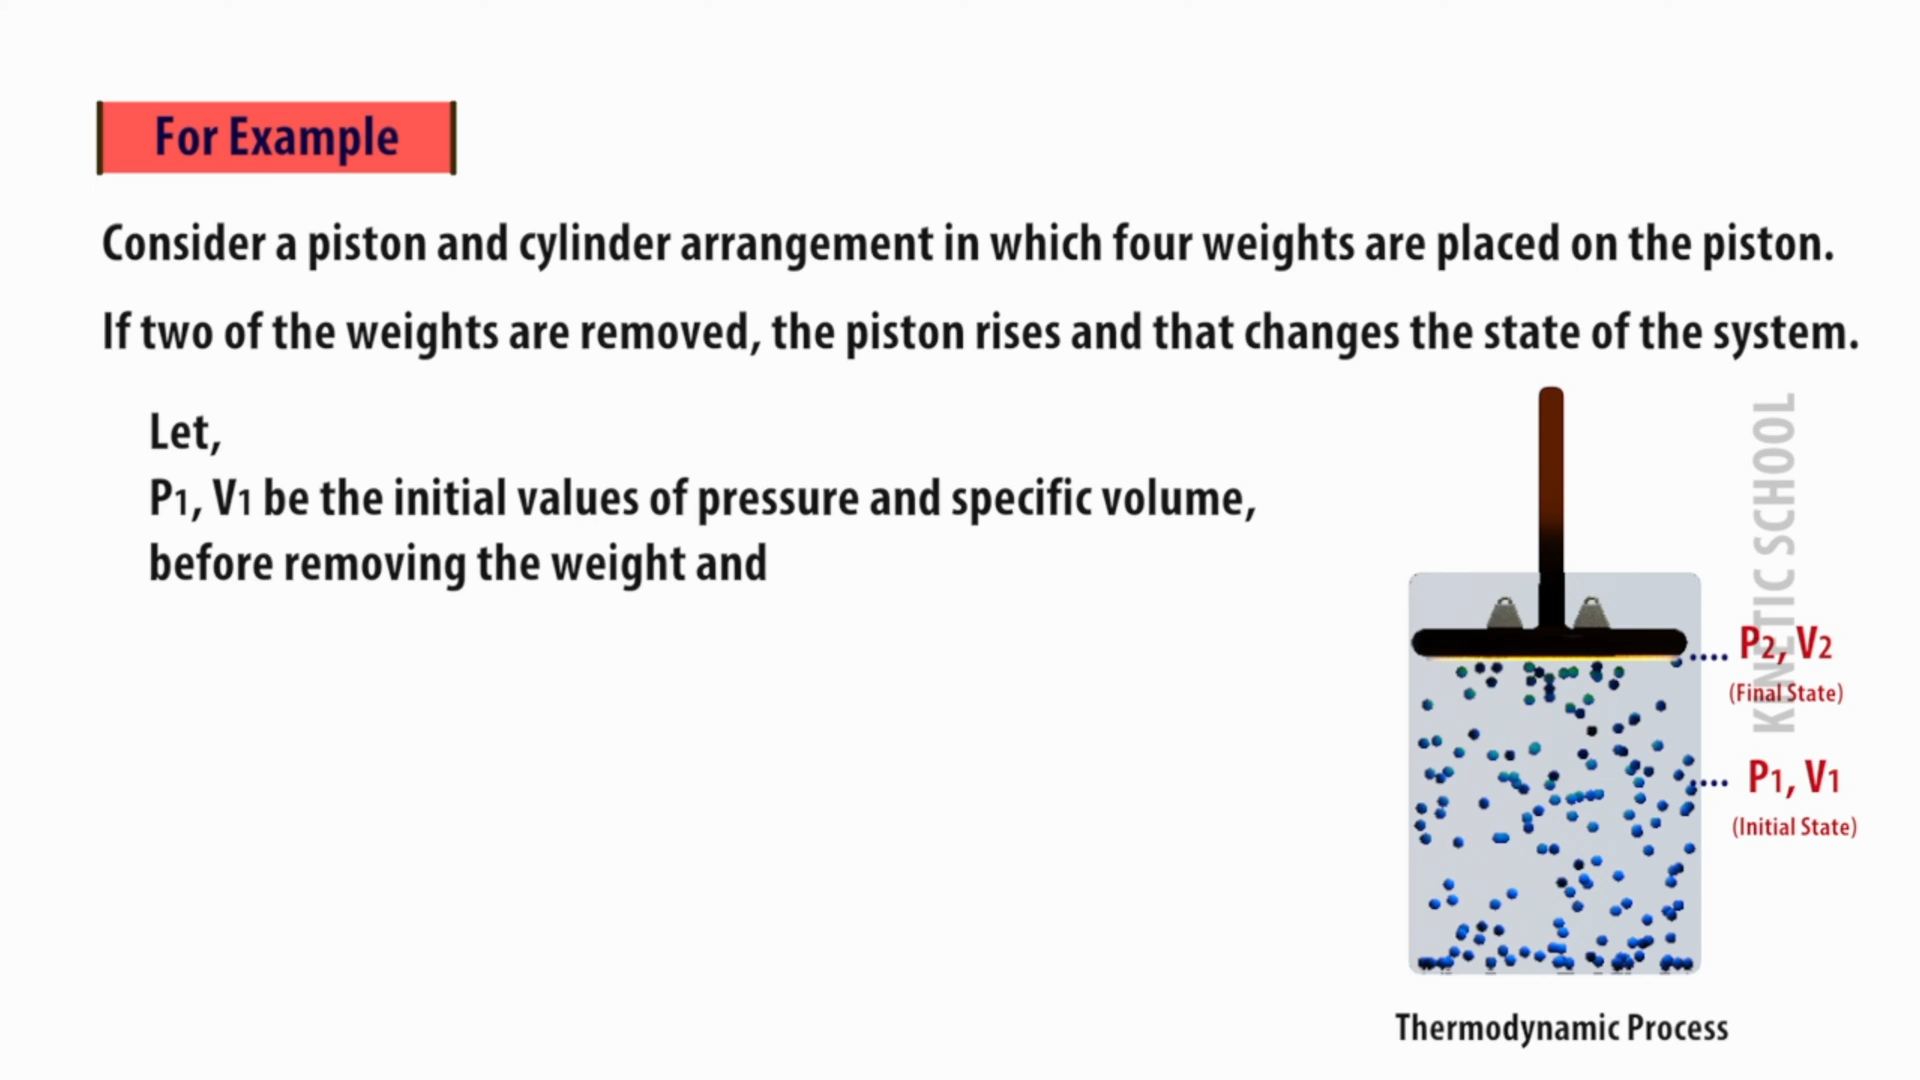 For Example
Consider a piston and cylinder arrangement in which four weights are placed on the piston.
If two of the weights are removed, the piston rises and that changes the state of the system.
Let,
P1, V1 be the initial values of pressure and specific volume,
before removing the weight and
KINETIC SCHOOL
P2, V2
(Final State)
P1, V1
(Initial State)
Thermodynamic Process